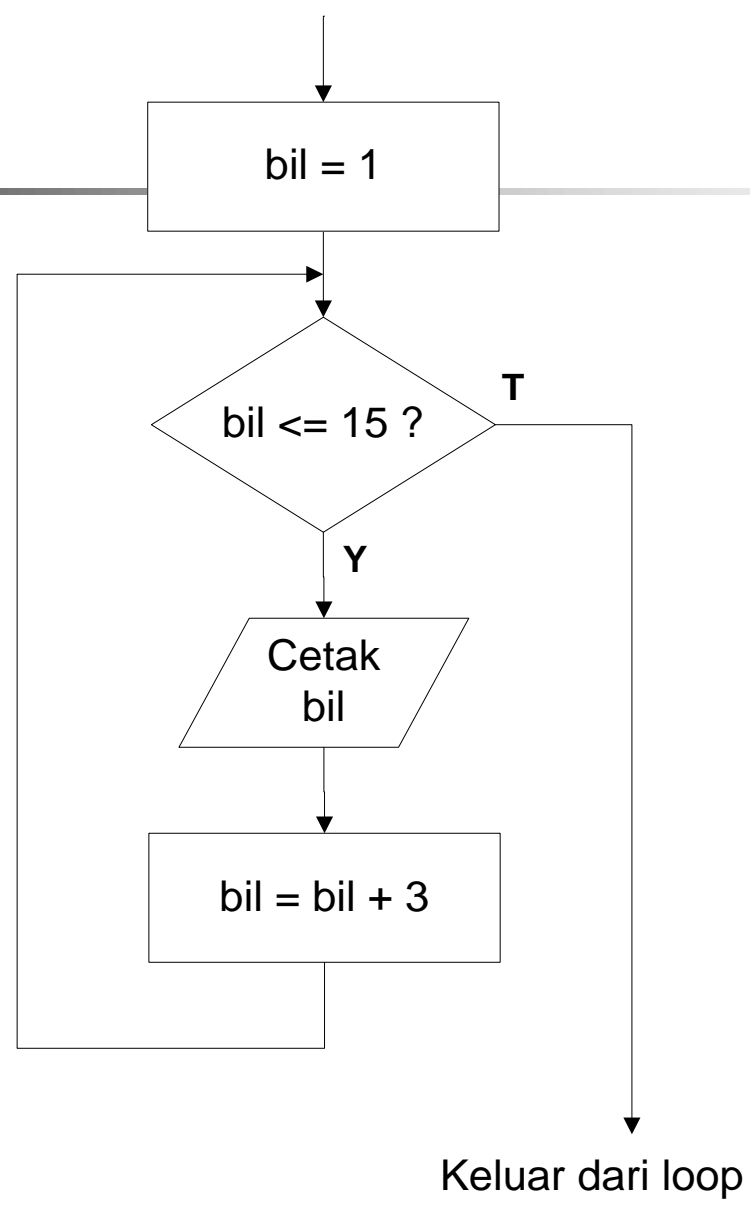 bil = 1
bil <= 15 ?
T
Y
Cetak
bil
bil = bil + 3
Keluar dari loop